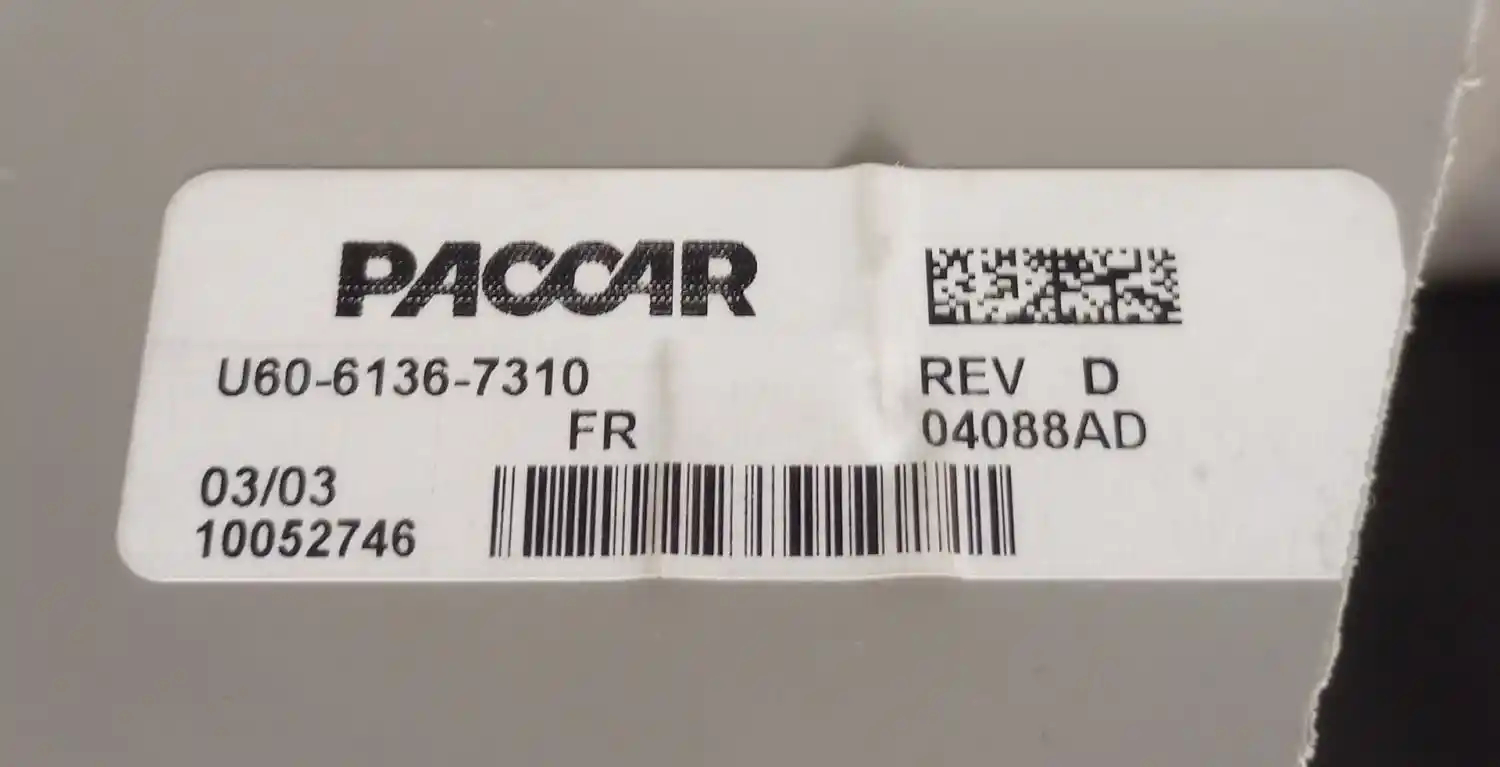 PACCAR
U60-6136-7310 REV D
FR 04088AD
03/03
10052746